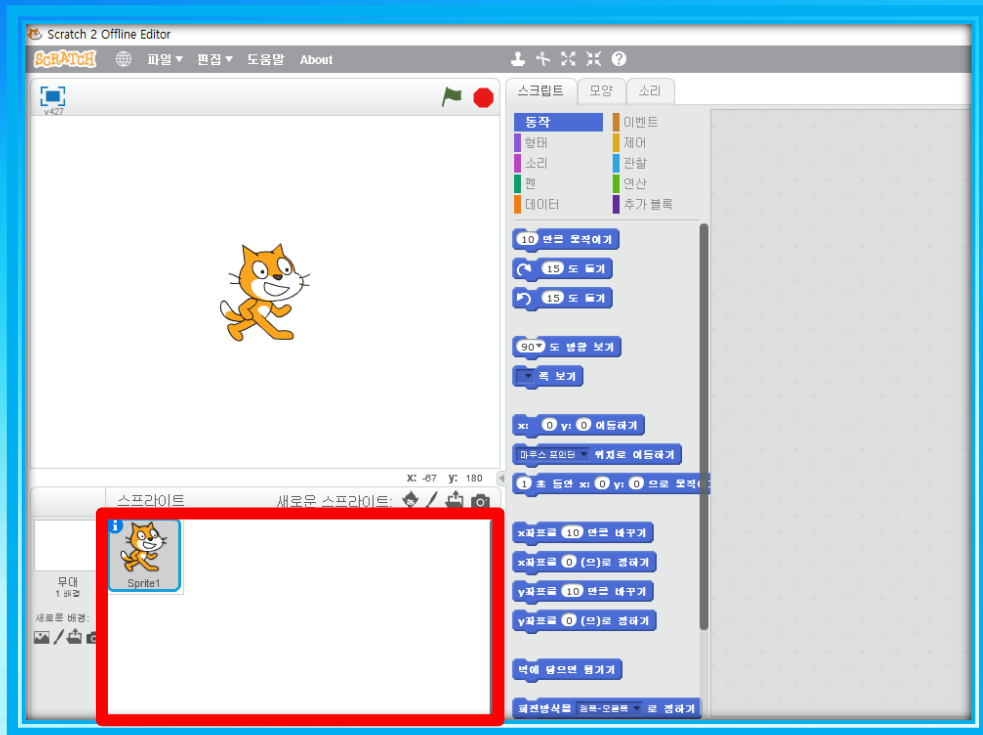 Scratch 2 Offline Editor
SCRATCH 파일 편집 도움말 About
v427
스크립트 모양 소리
동작 이벤트
형태 제어
소리 관찰
펜 연산
데이터 추가 블록
10 만큼 움직이기
15 도 돌기
15 도 돌기
90 도 방향 보기
쪽 보기
x: 0 y: 0 이동하기
마우스 포인터 위치로 이동하기
1 초 동안 x: 0 y: 0 으로 움직이
x좌표를 10 만큼 바꾸기
x좌표를 0 (으)로 정하기
y좌표를 10 만큼 바꾸기
y좌표를 0 (으)로 정하기
벽에 닿으면 튕기기
회전방식을 왼쪽-오른쪽 로 정하기
x: -67 y: 180
스프라이트 새로운 스프라이트:
Sprite1
무대
1 배경
새로운 배경: